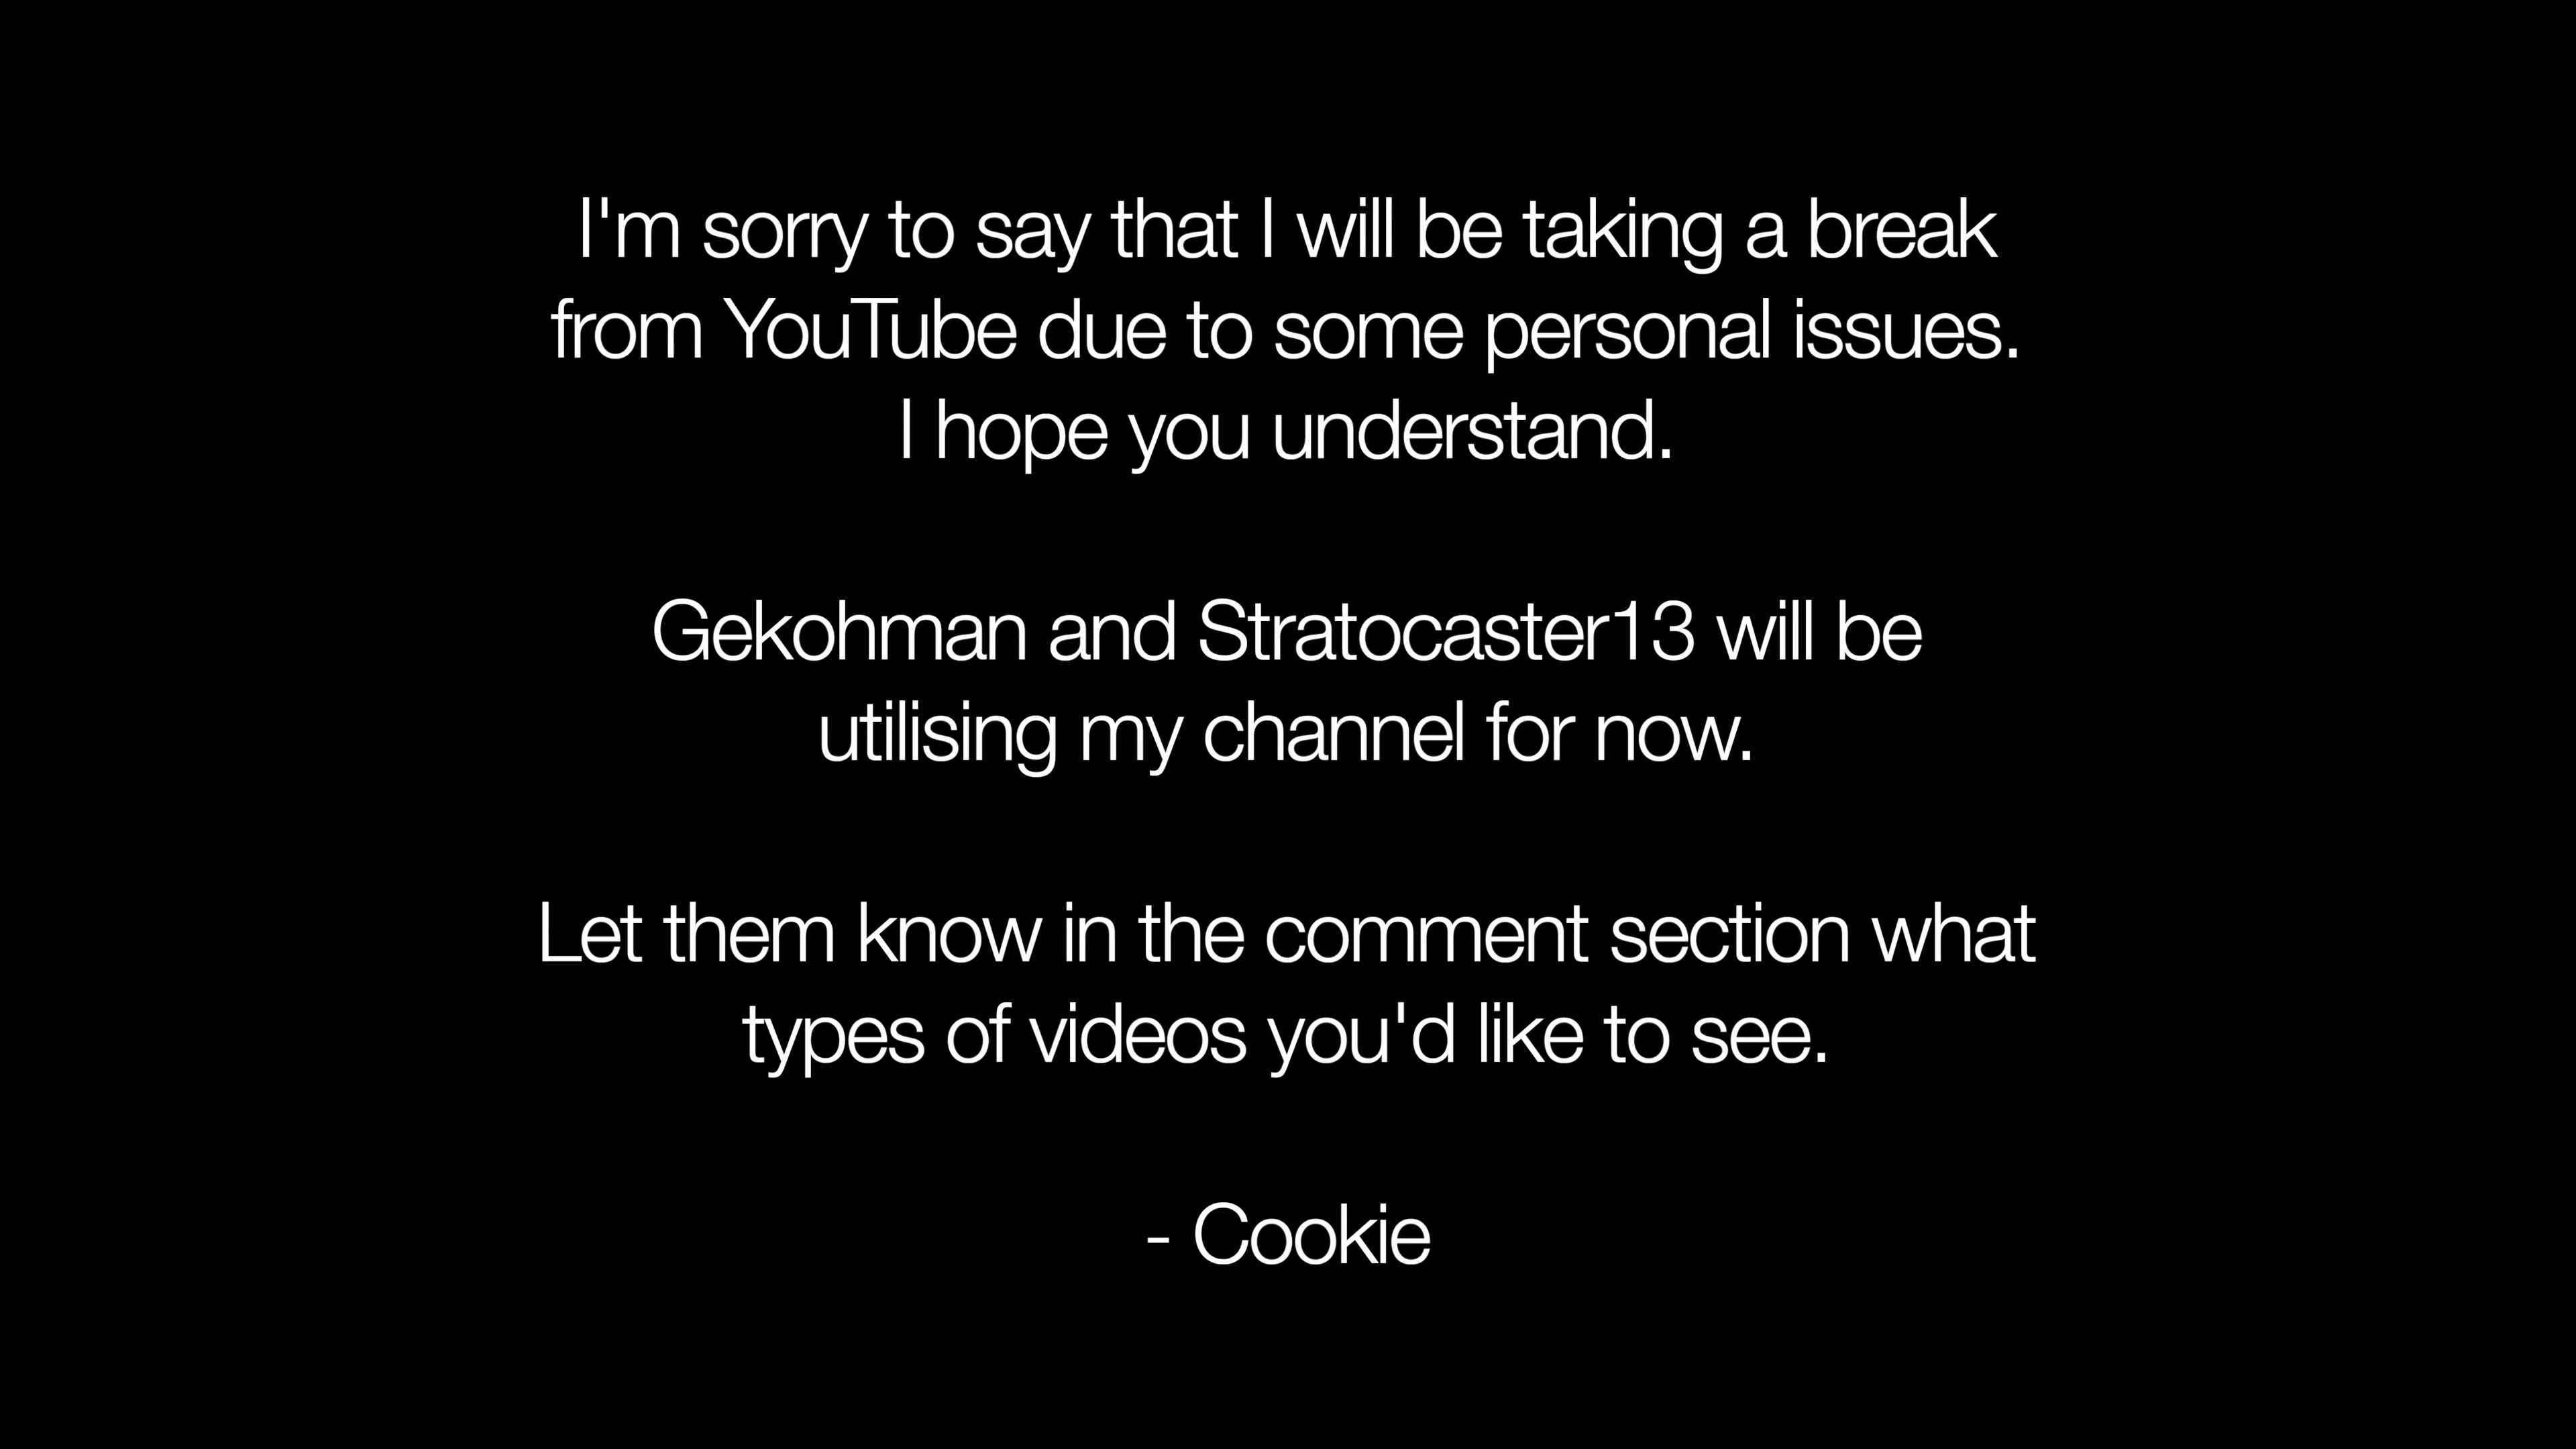 I'm sorry to say that I will be taking a break
from YouTube due to some personal issues.
I hope you understand.
Gekohman and Stratocaster13 will be
utilising my channel for now.
Let them know in the comment section what
types of videos you'd like to see.
- Cookie